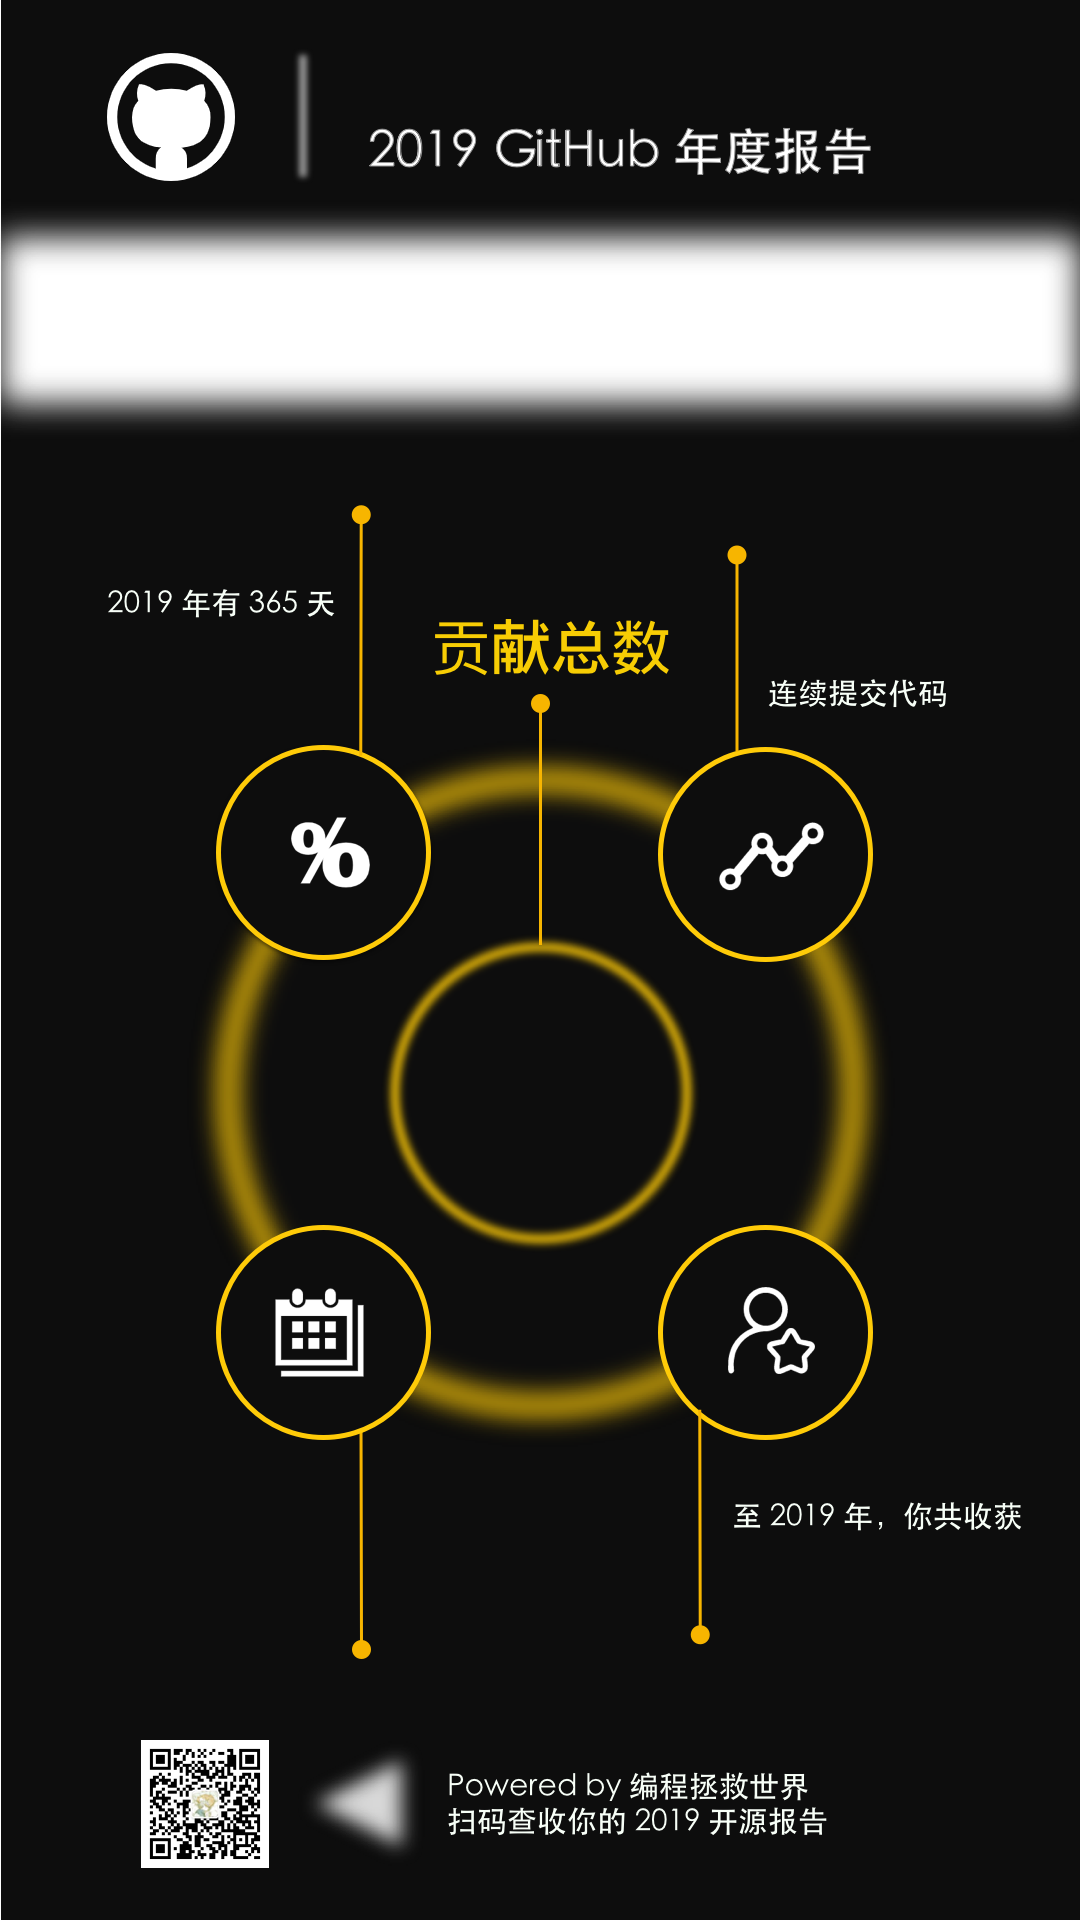 2019 GitHub 年度报告
2019 年有 365 天
贡献总数
连续提交代码
%
至 2019 年，你共收获
Powered by 编程拯救世界
扫码查收你的 2019 开源报告